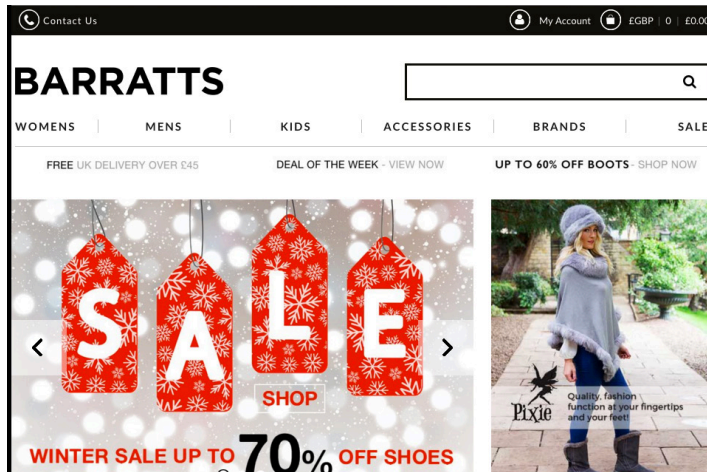 Contact Us
My Account
£GBP | 0 | £0.00
BARRATTS
WOMENS
MENS
KIDS
ACCESSORIES
BRANDS
SALE
FREE UK DELIVERY OVER £45
DEAL OF THE WEEK - VIEW NOW
UP TO 60% OFF BOOTS - SHOP NOW
SALE
SHOP
WINTER SALE UP TO 70% OFF SHOES
Pixie
Quality, fashion
function at your fingertips
and your feet!